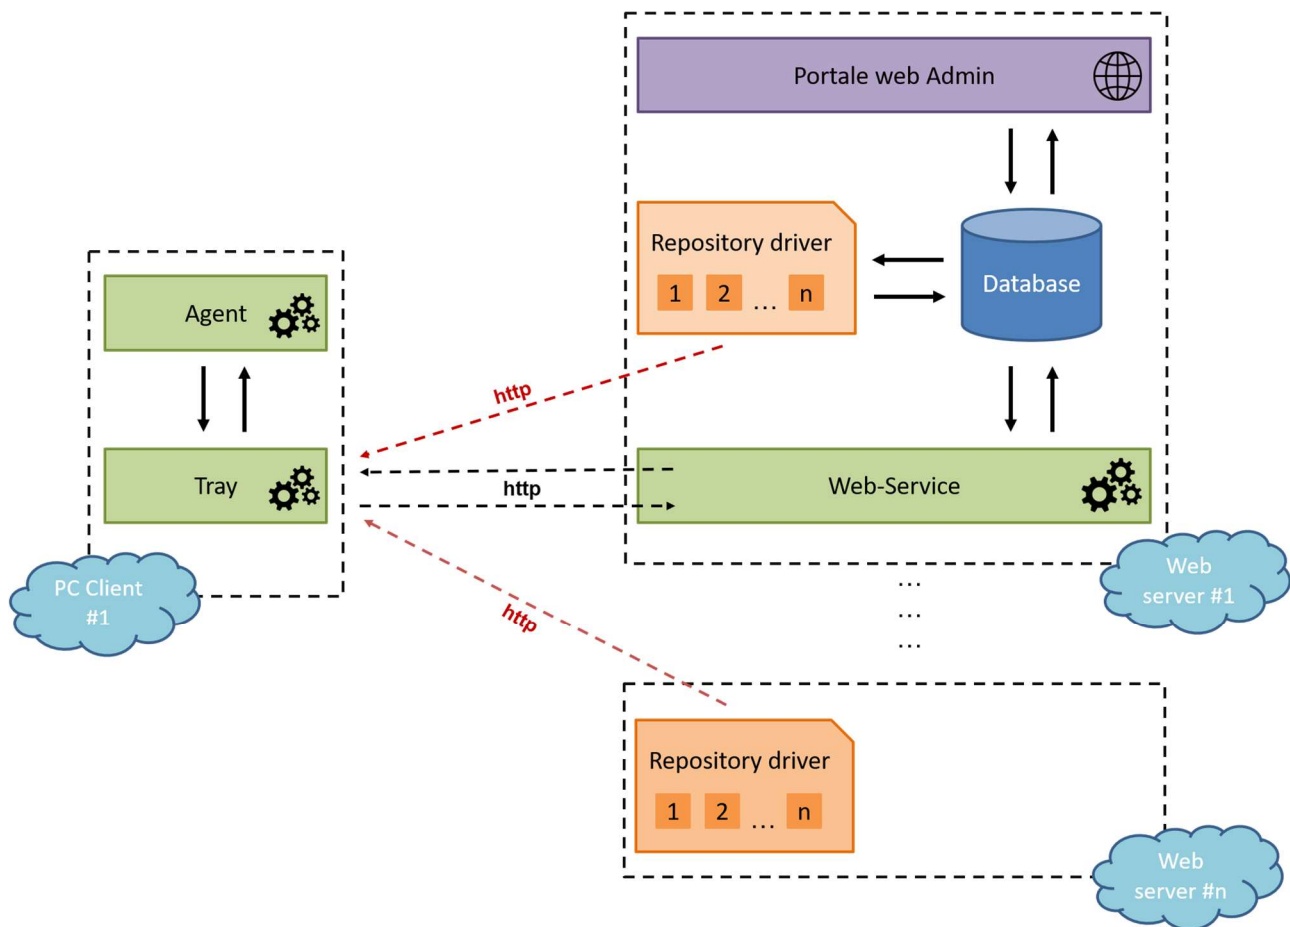 Portale web Admin
Repository driver
1 2 ... n
Database
Agent
http
Tray
http
Web-Service
PC Client
#1
Web
server #1
...
...
...
http
Repository driver
1 2 ... n
Web
server #n